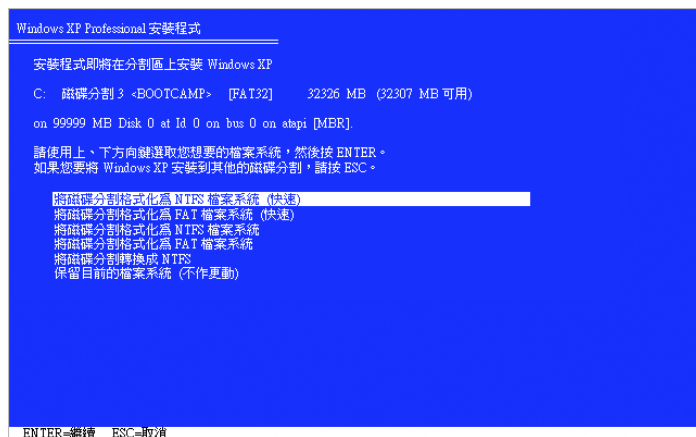 Windows XP Professional 安裝程式
安裝程式即將在分割區上安裝 Windows XP
C: 磁碟分割 3 <BOOTCAMP> [FAT32] 32326 MB (32307 MB 可用)
on 99999 MB Disk 0 at Id 0 on bus 0 on atapi [MBR].
請使用上、下方向鍵選取您想要的檔案系統，然後按 ENTER。
如果您要將 Windows XP 安裝到其他的磁碟分割，請按 ESC。
將磁碟分割格式化為 NTFS 檔案系統 (快速)
將磁碟分割格式化為 FAT 檔案系統 (快速)
將磁碟分割格式化為 NTFS 檔案系統
將磁碟分割格式化為 FAT 檔案系統
將磁碟分割轉換成 NTFS
保留目前的檔案系統 (不作更動)
ENTER=繼續 ESC=取消